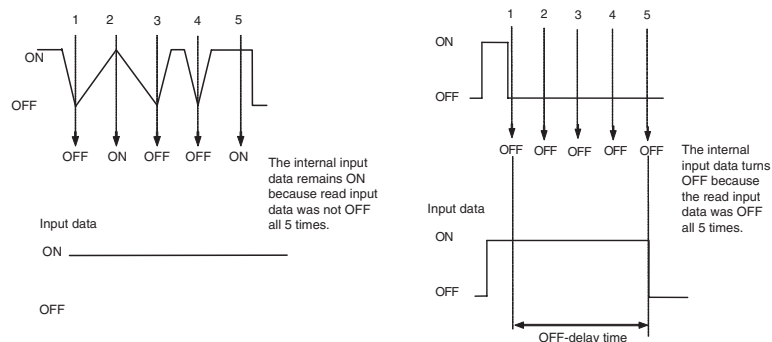 1 2 3 4 5
ON
OFF
OFF ON OFF OFF ON
The internal input
data remains ON
because read input
data was not OFF
all 5 times.
Input data
ON
OFF
1 2 3 4 5
ON
OFF
OFF OFF OFF OFF OFF
The internal
input data turns
OFF because
the read input
data was OFF
all 5 times.
Input data
ON
OFF
OFF-delay time